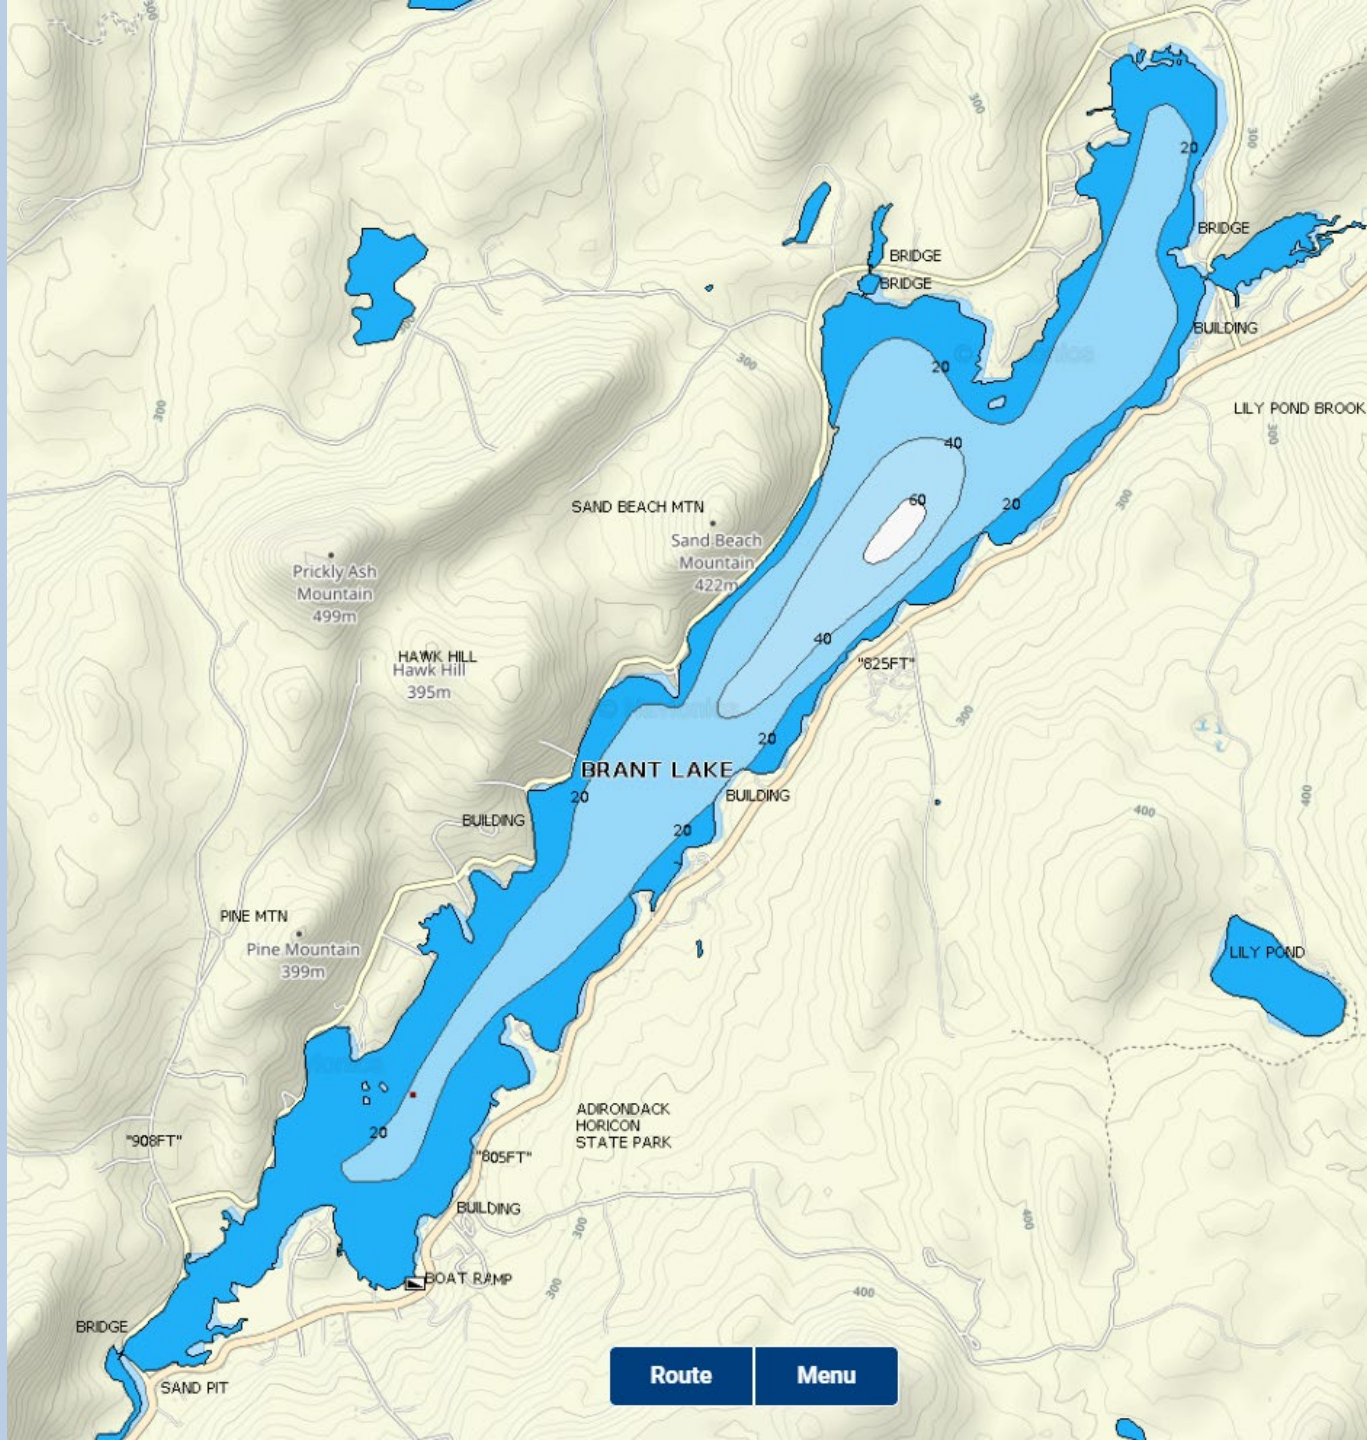 300
300
300
20
BRIDGE
BRIDGE
BRIDGE
BUILDING
300
20
LILY POND BROOK
300
300
40
60
20
300
SAND BEACH MTN
Sand Beach
Mountain
422m
Prickly Ash
Mountain
499m
HAWK HILL
Hawk Hill
395m
40
"825FT"
300
20
BRANT LAKE
20
BUILDING
400
400
BUILDING
20
PINE MTN
Pine Mountain
399m
LILY POND
20
"908FT"
ADIRONDACK
HORICON
STATE PARK
"805FT"
BUILDING
300
400
BOAT RAMP
300
400
BRIDGE
SAND PIT
Route
Menu